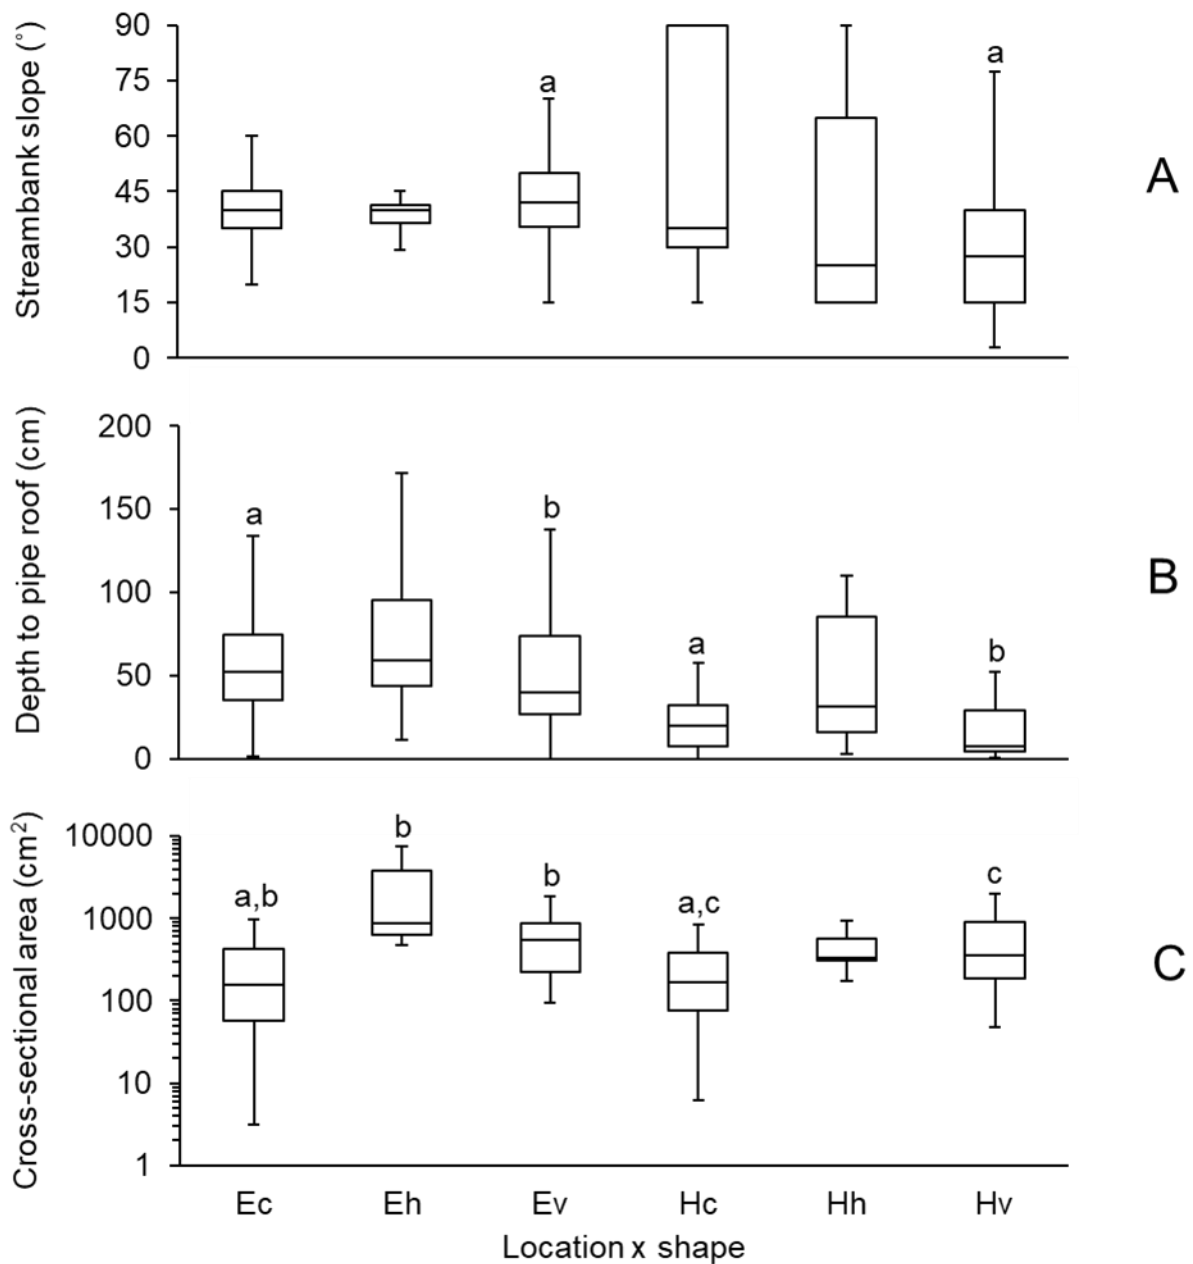 Streambank slope (°)
90
75
60
45
30
15
0
a
a
A
Depth to pipe roof (cm)
200
150
100
50
0
a
b
a
b
B
Cross-sectional area (cm²)
10000
1000
100
10
1
a,b
b
b
a,c
c
C
Ec Eh Ev Hc Hh Hv
Location x shape